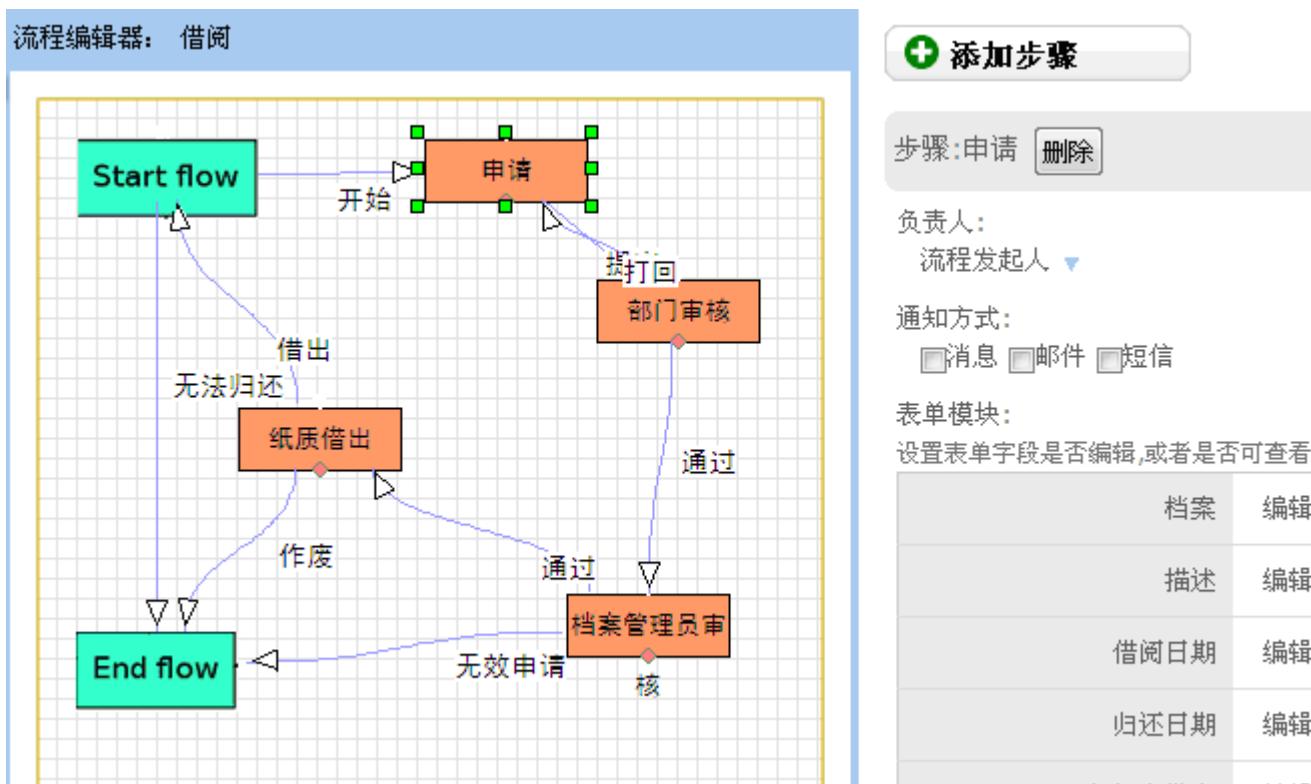 流程编辑器： 借阅
Start flow
开始
申请
打回
部门审核
借出
无法归还
纸质借出
通过
作废
通过
档案管理员审
核
无效申请
End flow
添加步骤
步骤:申请 删除
负责人:
流程发起人
通知方式:
消息 邮件 短信
表单模块:
设置表单字段是否编辑,或者是否可查看
档案 编辑
描述 编辑
借阅日期 编辑
归还日期 编辑